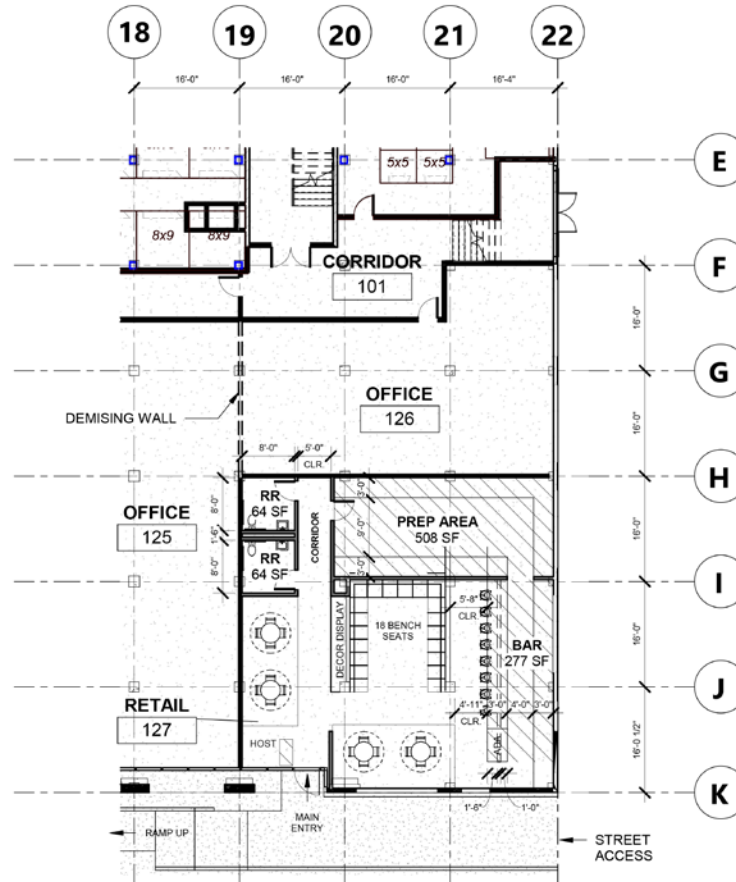 18
19
20
21
22
16'-0"
16'-0"
16'-0"
16'-4"
E
5x5
5x5
8x9
8x9
F
CORRIDOR
101
16'-0"
G
OFFICE
126
DEMISING WALL
16'-0"
8'-0"
5'-0"
CLR.
H
8'-0"
RR
64 SF
3'-0"
OFFICE
125
CORRIDOR
9'-0"
PREP AREA
508 SF
16'-0"
1'-6"
8'-0"
RR
64 SF
3'-0"
I
5'-8"
CLR.
DECOR DISPLAY
18 BENCH
SEATS
BAR
277 SF
16'-0"
J
RETAIL
127
4'-11"
3'-0"
4'-0"
3'-0"
CLR.
HOST
ADA
16'-0 1/2"
K
MAIN
ENTRY
1'-6"
1'-0"
RAMP UP
STREET
ACCESS